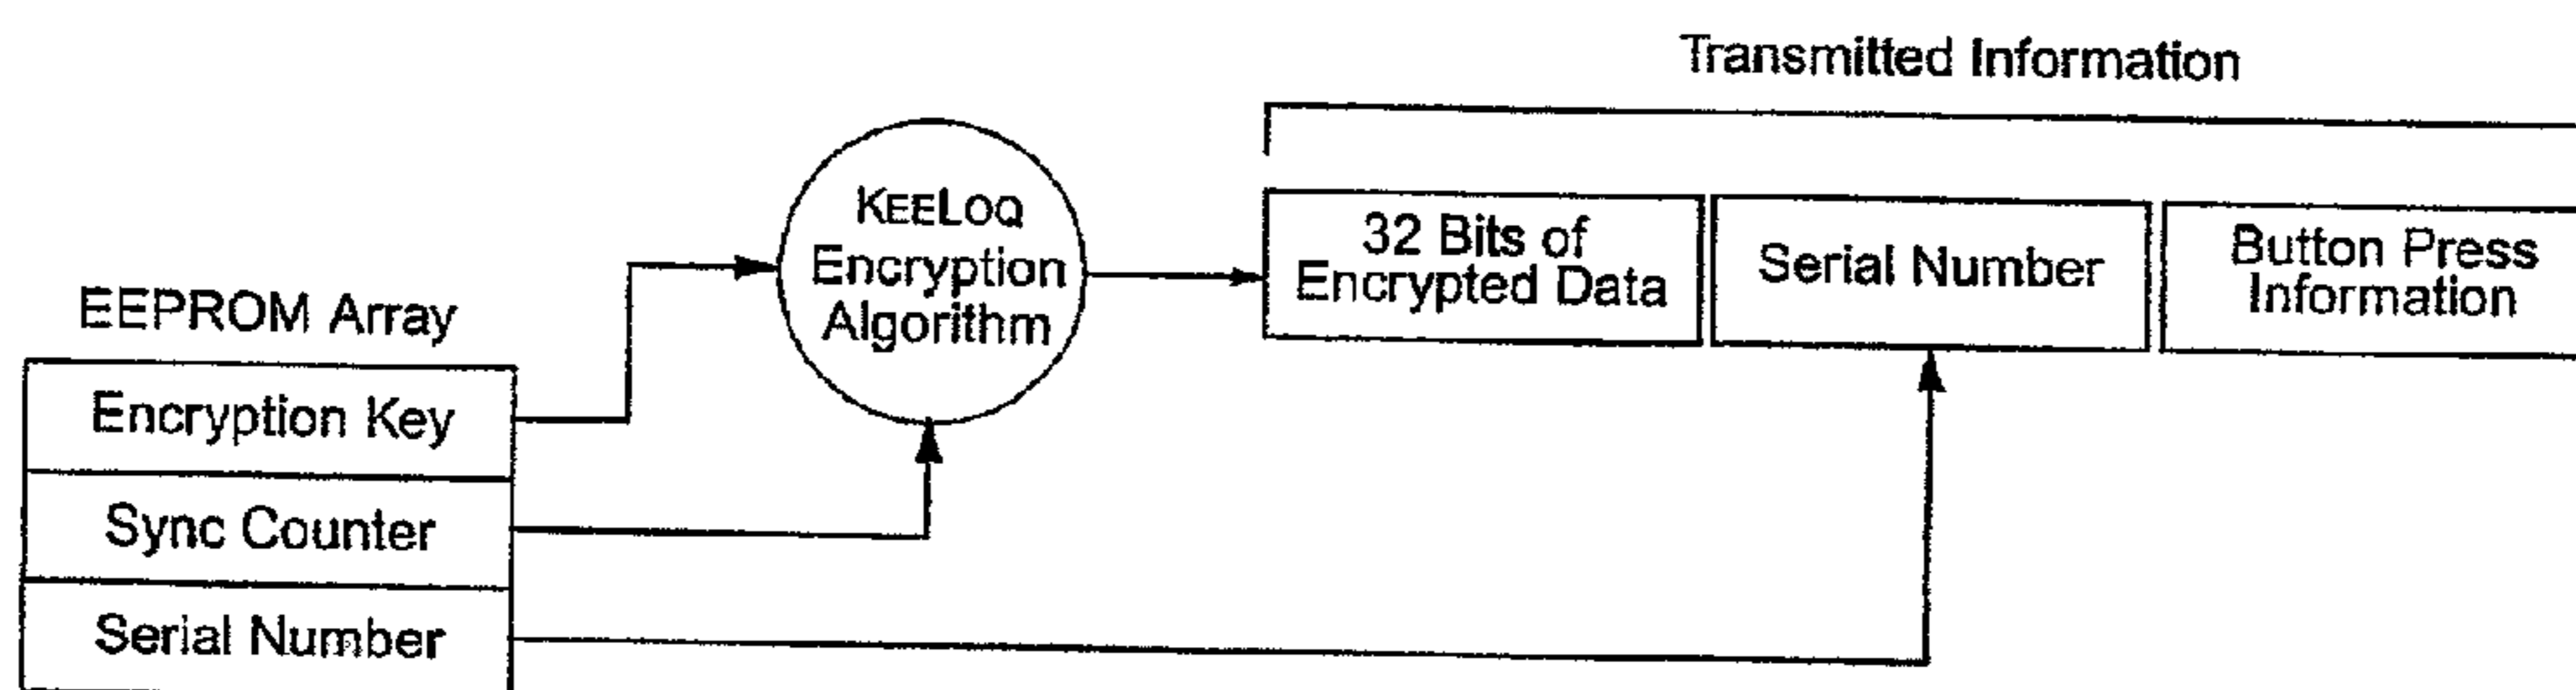 Transmitted Information
KEELOQ
Encryption
Algorithm
32 Bits of
Encrypted Data
Serial Number
Button Press
Information
EEPROM Array
Encryption Key
Sync Counter
Serial Number